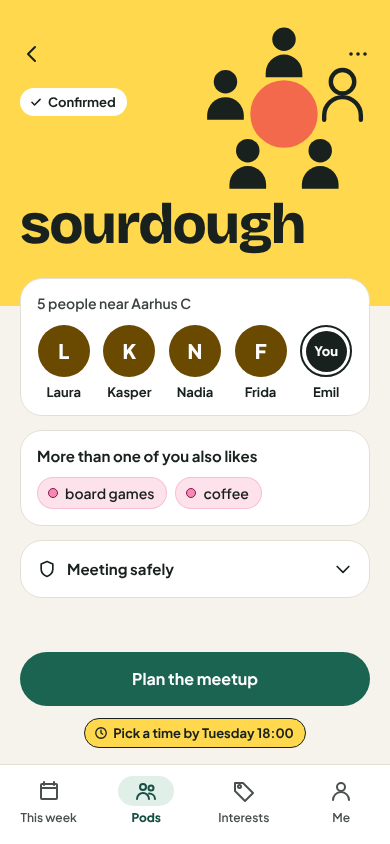 Confirmed
sourdough
5 people near Aarhus C
L K N F You
Laura Kasper Nadia Frida Emil
More than one of you also likes
board games coffee
Meeting safely
Plan the meetup
Pick a time by Tuesday 18:00
This week Pods Interests Me